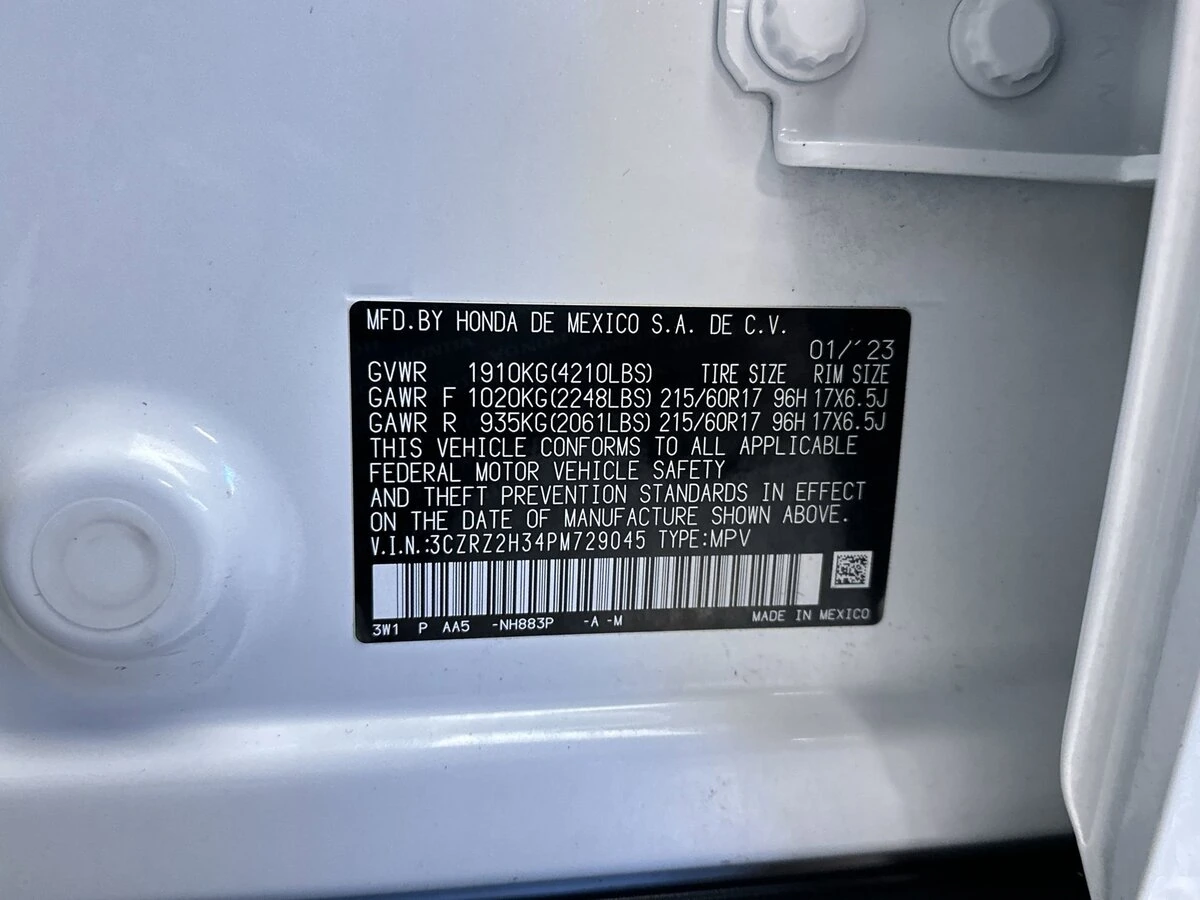 MFD.BY HONDA DE MEXICO S.A. DE C.V.
01/´23
GVWR 1910KG(4210LBS) TIRE SIZE RIM SIZE
GAWR F 1020KG(2248LBS) 215/60R17 96H 17X6.5J
GAWR R 935KG(2061LBS) 215/60R17 96H 17X6.5J
THIS VEHICLE CONFORMS TO ALL APPLICABLE
FEDERAL MOTOR VEHICLE SAFETY
AND THEFT PREVENTION STANDARDS IN EFFECT
ON THE DATE OF MANUFACTURE SHOWN ABOVE.
V.I.N.:3CZRZ2H34PM729045 TYPE:MPV
3W1 P AA5 -NH883P -A -M MADE IN MEXICO